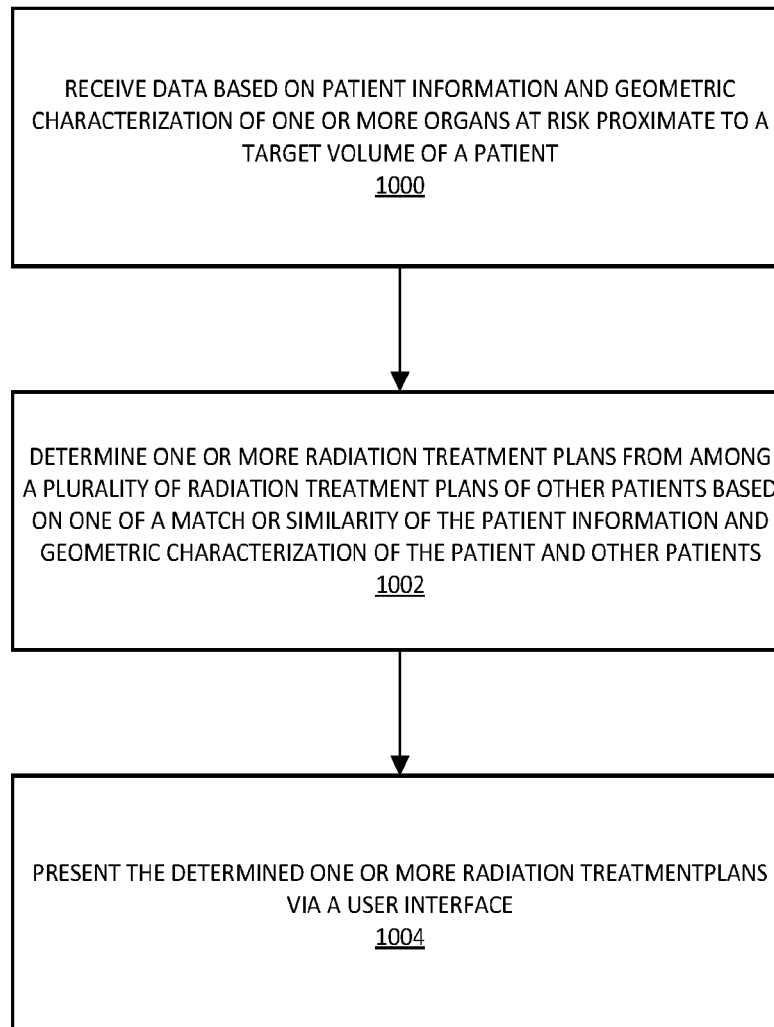 RECEIVE DATA BASED ON PATIENT INFORMATION AND GEOMETRIC
CHARACTERIZATION OF ONE OR MORE ORGANS AT RISK PROXIMATE TO A
TARGET VOLUME OF A PATIENT
1000
DETERMINE ONE OR MORE RADIATION TREATMENT PLANS FROM AMONG
A PLURALITY OF RADIATION TREATMENT PLANS OF OTHER PATIENTS BASED
ON ONE OF A MATCH OR SIMILARITY OF THE PATIENT INFORMATION AND
GEOMETRIC CHARACTERIZATION OF THE PATIENT AND OTHER PATIENTS
1002
PRESENT THE DETERMINED ONE OR MORE RADIATION TREATMENTPLANS
VIA A USER INTERFACE
1004